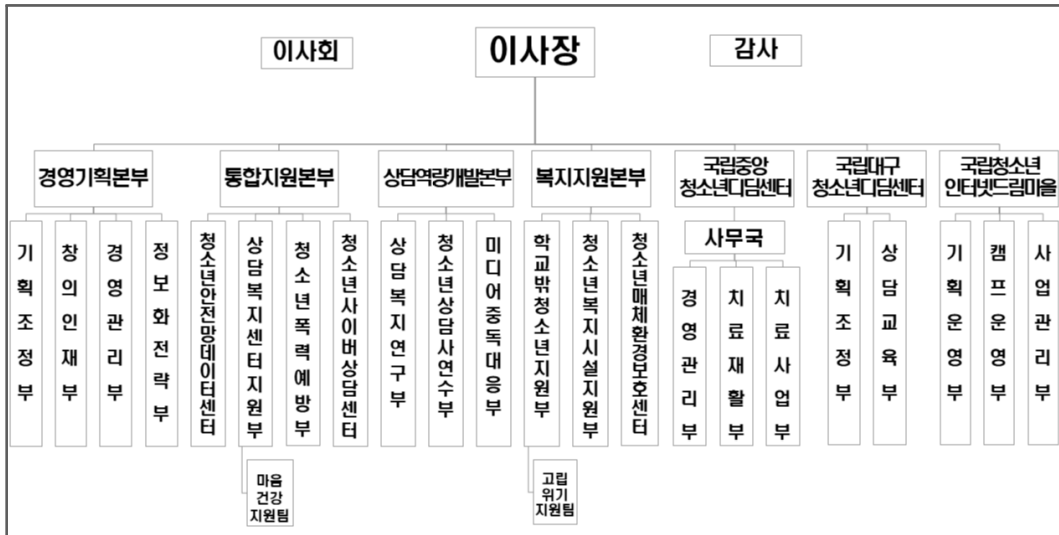 이사회
이사장
감사
경영기획본부
통합지원본부
상담역량개발본부
복지지원본부
국립중앙
청소년디딤센터
국립대구
청소년디딤센터
국립청소년
인터넷드림마을
사무국
기획조정부
창의인재부
경영관리부
정보화전략부
청소년안전망데이터센터
상담복지센터지원부
청소년폭력예방부
청소년사이버상담센터
상담복지연구부
청소년상담사연수부
미디어중독대응부
학교밖청소년지원부
청소년복지시설지원부
청소년매체환경보호센터
경영관리부
치료재활부
치료사업부
기획조정부
상담교육부
기획운영부
캠프운영부
사업관리부
마음
건강
지원팀
고립
위기
지원팀